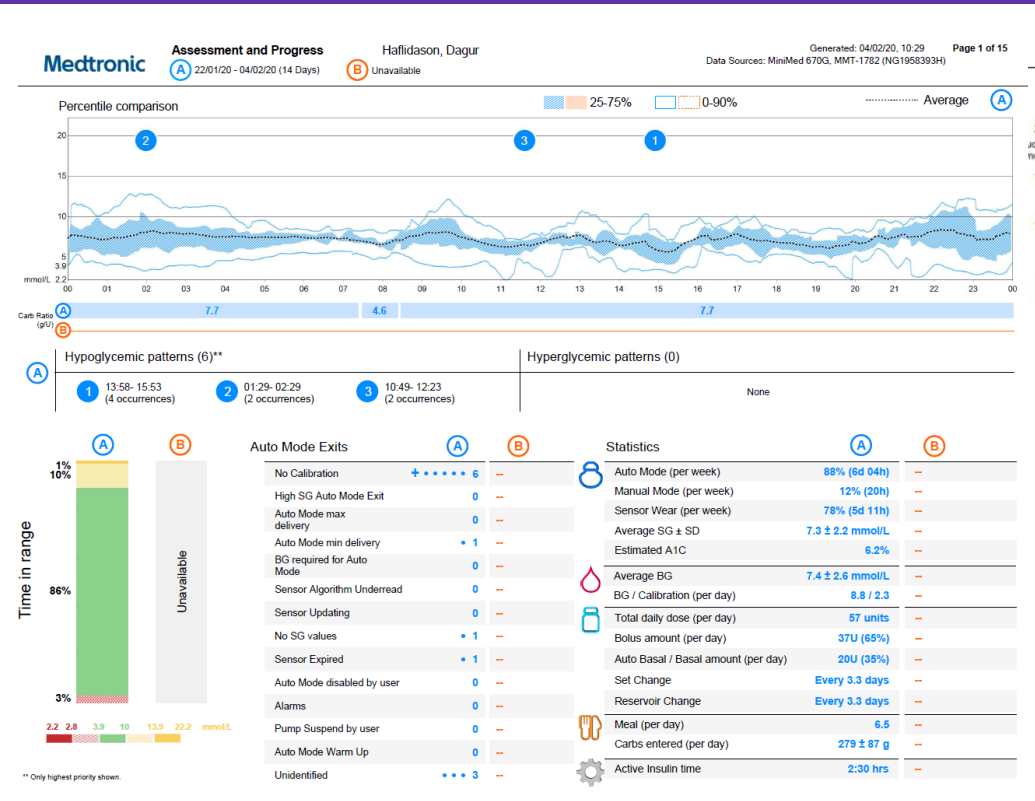 Medtronic
Assessment and Progress
Haflidason, Dagur
Generated: 04/02/20, 10:29 Page 1 of 15
A 22/01/20 - 04/02/20 (14 Days)
B Unavailable
Data Sources: MiniMed 670G, MMT-1782 (NG1958393H)
Percentile comparison
25-75%
0-90%
Average A
20
15
10
5
3.9
mmol/L 2.2
2
3
1
00 01 02 03 04 05 06 07 08 09 10 11 12 13 14 15 16 17 18 19 20 21 22 23 00
Carb Ratio (g/U)
A 7.7 4.6 7.7
B
A
Hypoglycemic patterns (6)**
1 13:58- 15:53
(4 occurrences)
2 01:29- 02:29
(2 occurrences)
3 10:49- 12:23
(2 occurrences)
Hyperglycemic patterns (0)
None
Time in range
A B
1%
10%
86%
3%
Unavailable
2.2 2.8 3.9 10 13.9 22.2 mmol/L
** Only highest priority shown.
Auto Mode Exits A B
No Calibration + • • • • • 6 --
High SG Auto Mode Exit 0 --
Auto Mode max
delivery 0 --
Auto Mode min delivery • 1 --
BG required for Auto
Mode 0 --
Sensor Algorithm Underread 0 --
Sensor Updating 0 --
No SG values • 1 --
Sensor Expired • 1 --
Auto Mode disabled by user 0 --
Alarms 0 --
Pump Suspend by user 0 --
Auto Mode Warm Up 0 --
Unidentified • • • 3 --
Statistics A B
Auto Mode (per week) 88% (6d 04h) --
Manual Mode (per week) 12% (20h) --
Sensor Wear (per week) 78% (5d 11h) --
Average SG ± SD 7.3 ± 2.2 mmol/L --
Estimated A1C 6.2% --
Average BG 7.4 ± 2.6 mmol/L --
BG / Calibration (per day) 8.8 / 2.3 --
Total daily dose (per day) 57 units --
Bolus amount (per day) 37U (65%) --
Auto Basal / Basal amount (per day) 20U (35%) --
Set Change Every 3.3 days --
Reservoir Change Every 3.3 days --
Meal (per day) 6.5 --
Carbs entered (per day) 279 ± 87 g --
Active Insulin time 2:30 hrs --